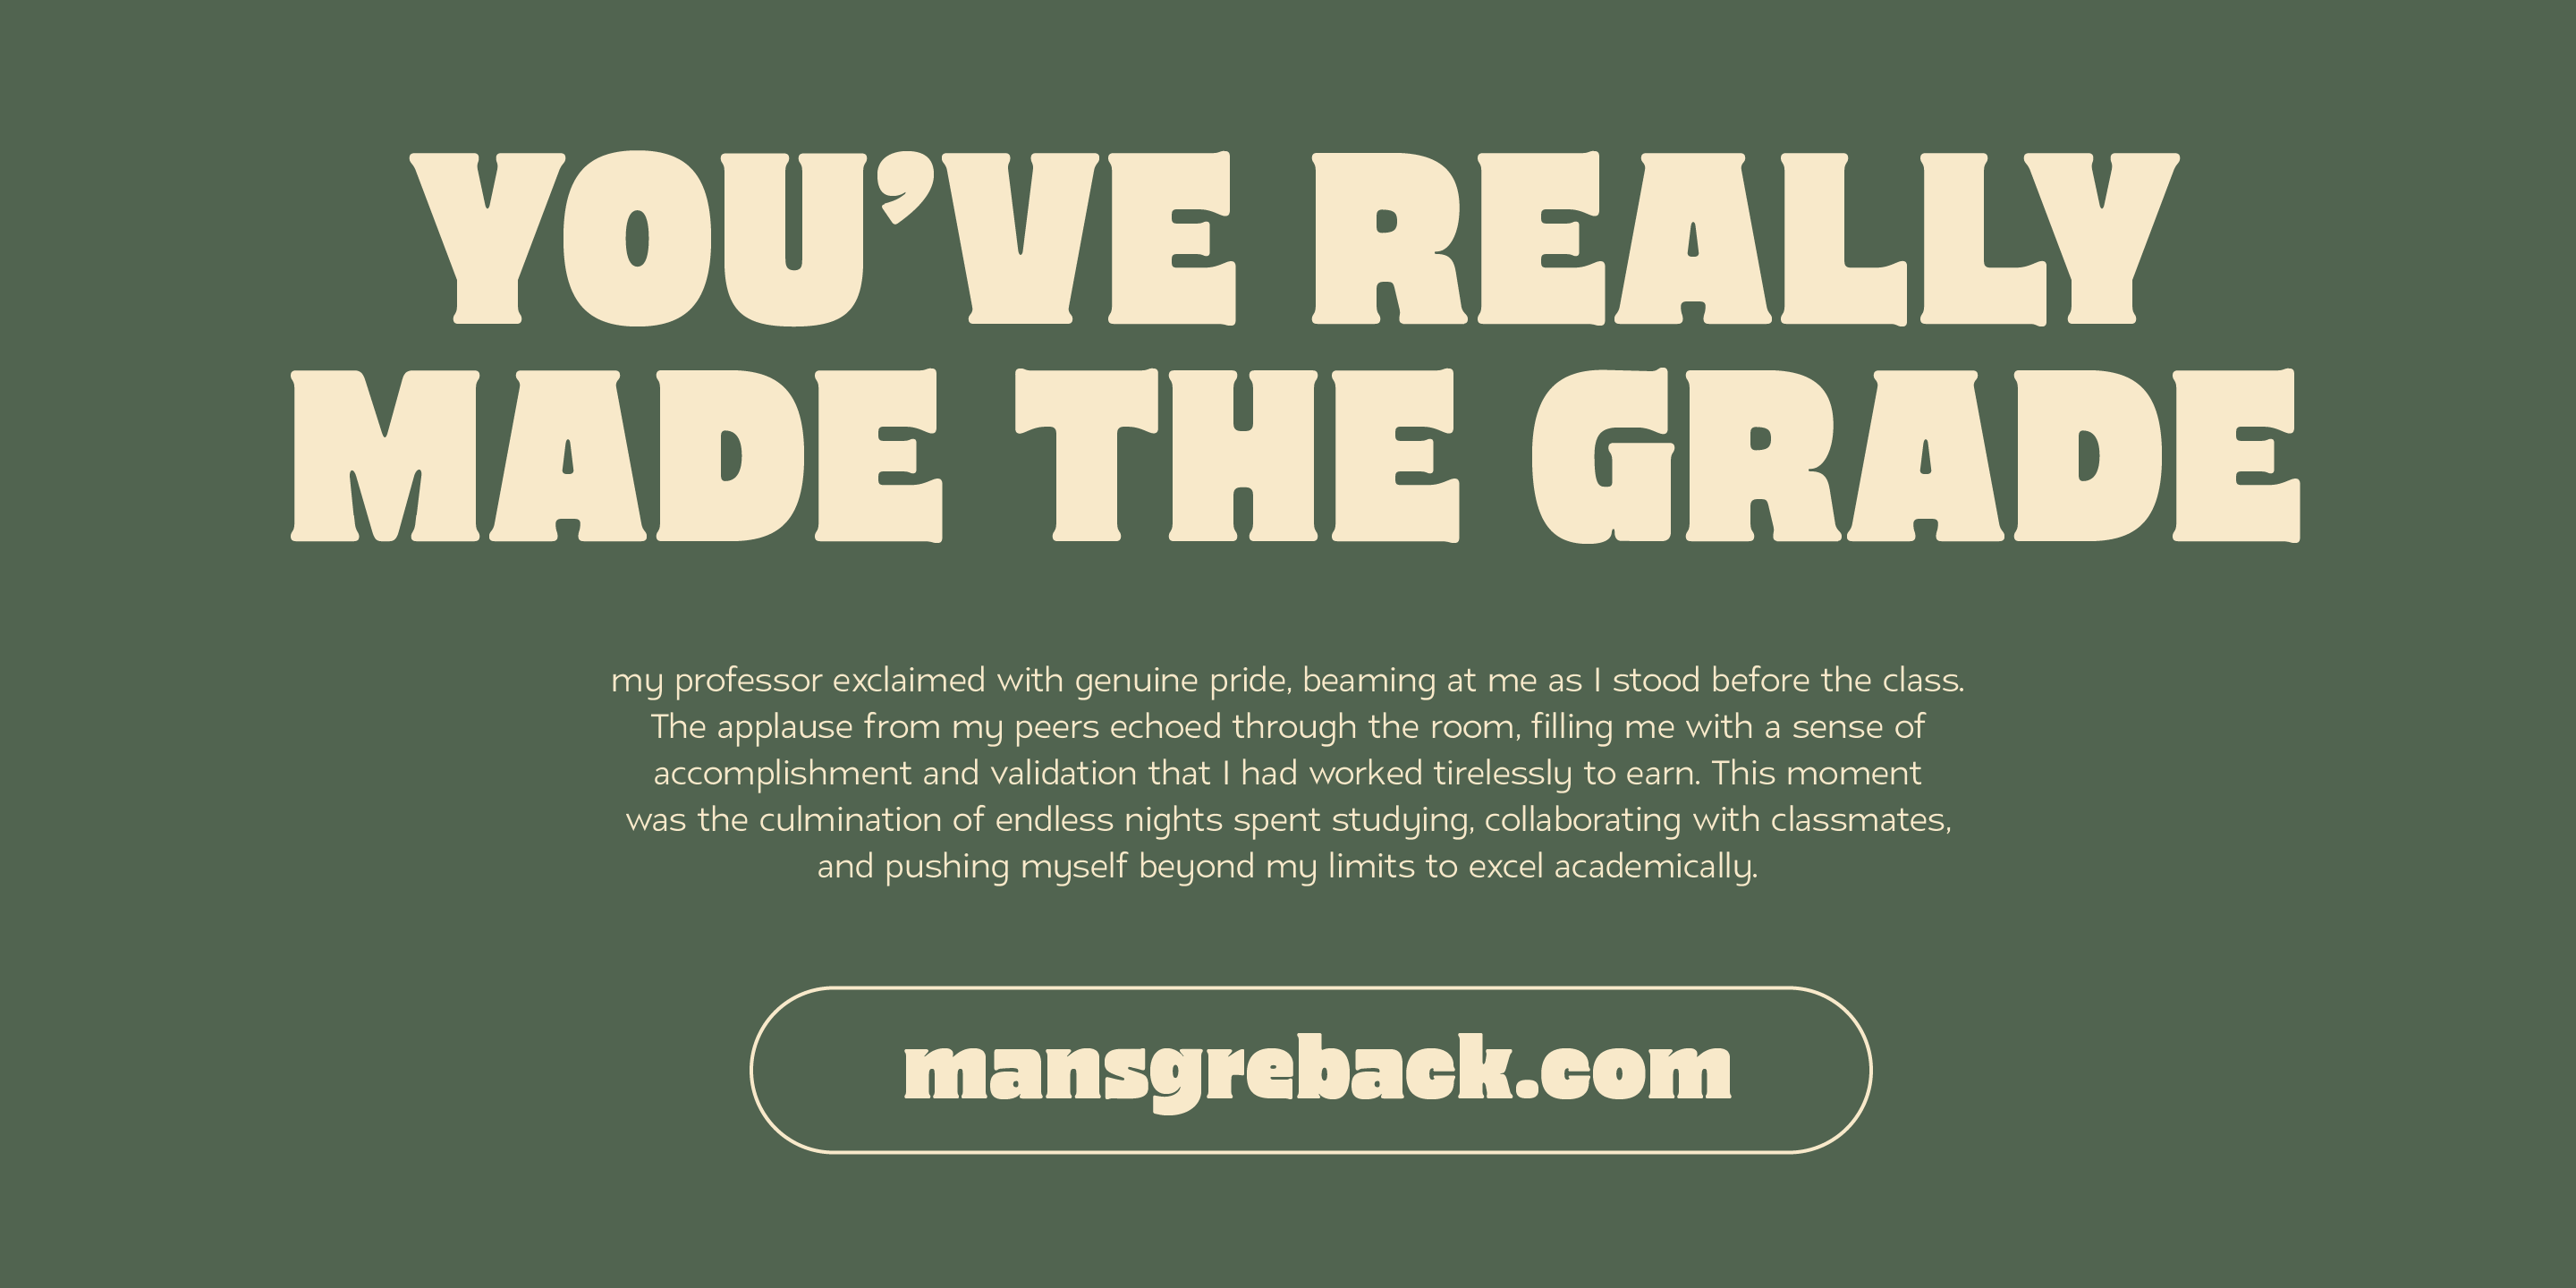 YOU’VE REALLY
MADE THE GRADE
my professor exclaimed with genuine pride, beaming at me as I stood before the class.
The applause from my peers echoed through the room, filling me with a sense of
accomplishment and validation that I had worked tirelessly to earn. This moment
was the culmination of endless nights spent studying, collaborating with classmates,
and pushing myself beyond my limits to excel academically.
mansgreback.com